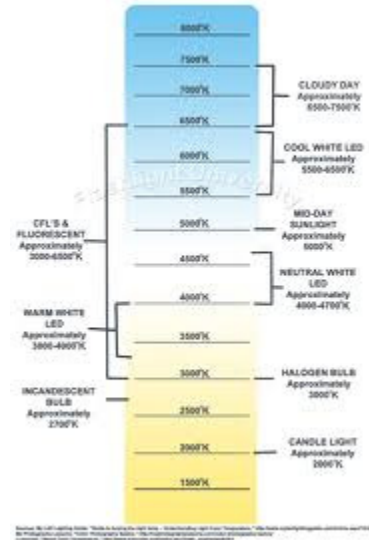 8000°K
7500°K
7000°K
6500°K
6000°K
5500°K
5000°K
4500°K
4000°K
3500°K
3000°K
2500°K
2000°K
1500°K
CLOUDY DAY
Approximately
6500-7500°K
COOL WHITE LED
Approximately
5500-6500°K
MID-DAY
SUNLIGHT
Approximately
5000°K
NEUTRAL WHITE
LED
Approximately
4000-4700°K
HALOGEN BULB
Approximately
3000°K
CANDLE LIGHT
Approximately
2000°K
CFL'S &
FLUORESCENT
Approximately
3000-6500°K
WARM WHITE
LED
Approximately
3000-4000°K
INCANDESCENT
BULB
Approximately
2700°K